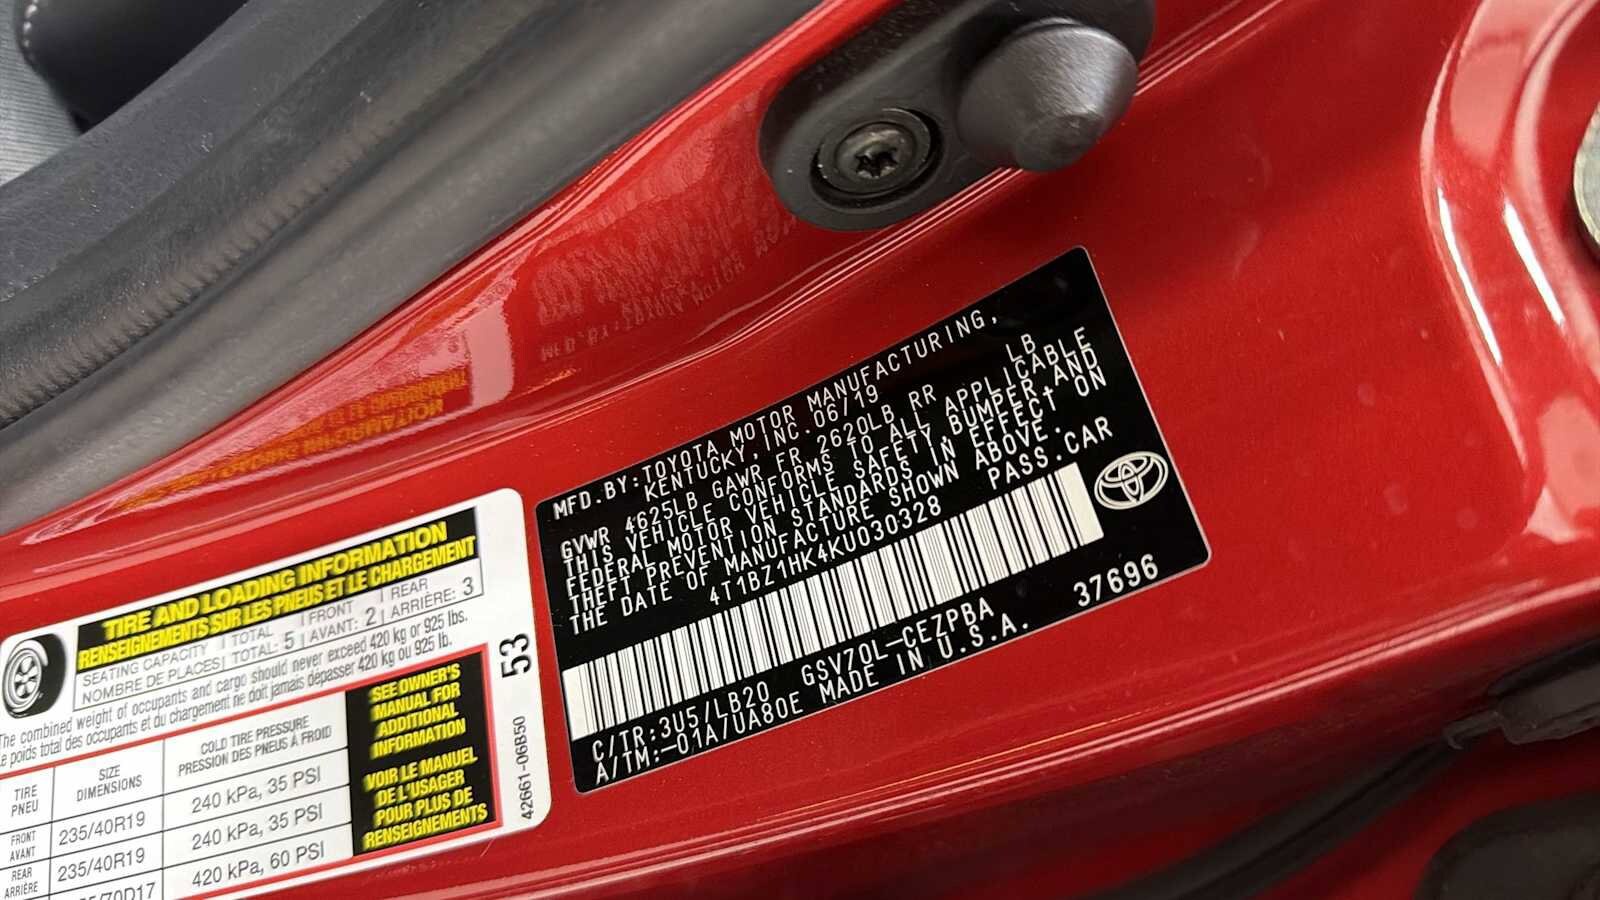 MFD.BY:TOYOTA MOTOR MANUFACTURING,
KENTUCKY,INC.06/19
GVWR 4625LB GAWR FR 2620LB RR LB
THIS VEHICLE CONFORMS TO ALL APPLICABLE
FEDERAL MOTOR VEHICLE SAFETY,BUMPER,AND
THEFT PREVENTION STANDARDS IN EFFECT ON
THE DATE OF MANUFACTURE SHOWN ABOVE.
4T1BZ1HK4KU030328 PASS.CAR
C/TR:3U5/LB20 GSV70L-CEZPBA 37696
A/TM:-01A/UA80E MADE IN U.S.A.
TIRE AND LOADING INFORMATION
RENSEIGNEMENTS SUR LES PNEUS ET LE CHARGEMENT
SEATING CAPACITY TOTAL 5 FRONT 2 REAR 3
NOMBRE DE PLACES TOTAL: AVANT: ARRIÈRE:
The combined weight of occupants and cargo should never exceed 420 kg or 925 lbs.
Le poids total des occupants et du chargement ne doit jamais dépasser 420 kg ou 925 lb.
TIRE SIZE COLD TIRE PRESSURE
PNEU DIMENSIONS PRESSION DES PNEUS À FROID
FRONT
AVANT 235/40R19 240 kPa, 35 PSI
REAR
ARRIÈRE 235/40R19 240 kPa, 35 PSI
70D17 420 kPa, 60 PSI
SEE OWNER'S
MANUAL FOR
ADDITIONAL
INFORMATION
VOIR LE MANUEL
DE L'USAGER
POUR PLUS DE
RENSEIGNEMENTS
53
42661-06B50